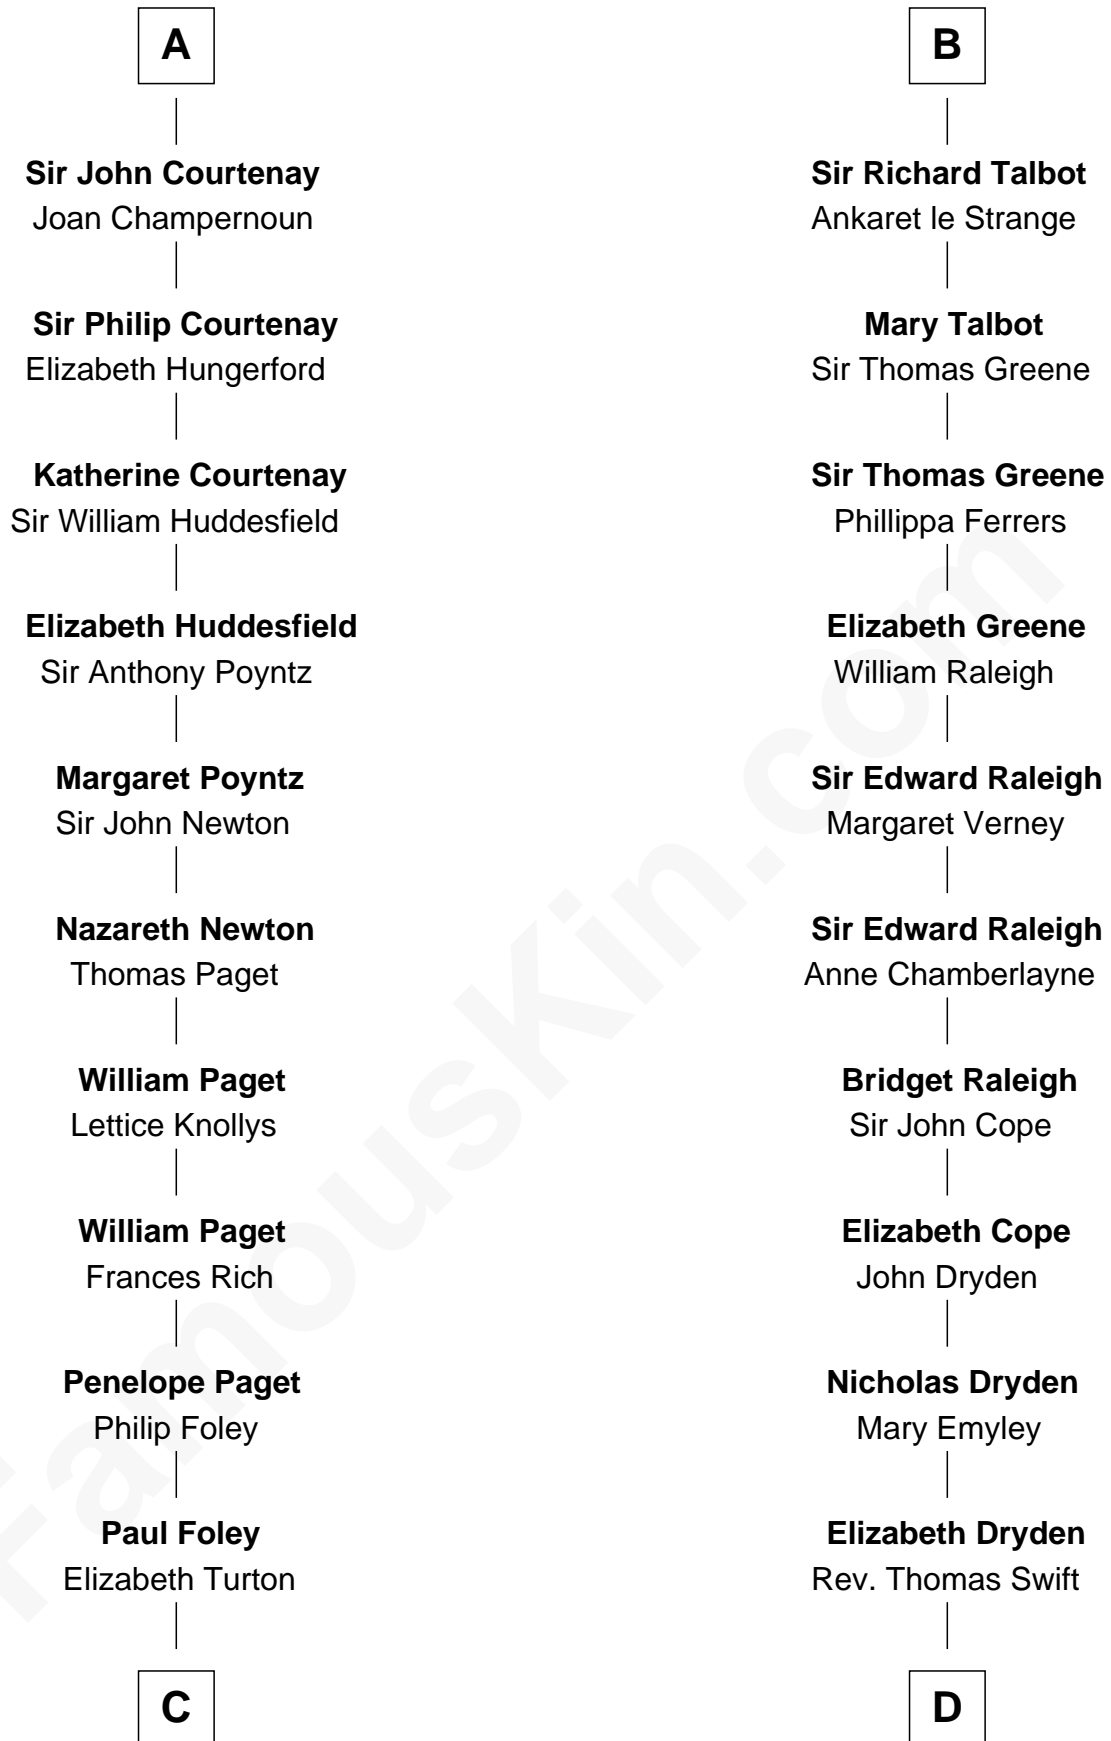 A
Sir John Courtenay
Joan Champernoun
Sir Philip Courtenay
Elizabeth Hungerford
Katherine Courtenay
Sir William Huddesfield
Elizabeth Huddesfield
Sir Anthony Poyntz
Margaret Poyntz
Sir John Newton
Nazareth Newton
Thomas Paget
William Paget
Lettice Knollys
William Paget
Frances Rich
Penelope Paget
Philip Foley
Paul Foley
Elizabeth Turton
C
B
Sir Richard Talbot
Ankaret le Strange
Mary Talbot
Sir Thomas Greene
Sir Thomas Greene
Phillippa Ferrers
Elizabeth Greene
William Raleigh
Sir Edward Raleigh
Margaret Verney
Sir Edward Raleigh
Anne Chamberlayne
Bridget Raleigh
Sir John Cope
Elizabeth Cope
John Dryden
Nicholas Dryden
Mary Emyley
Elizabeth Dryden
Rev. Thomas Swift
D
FamousKin.com